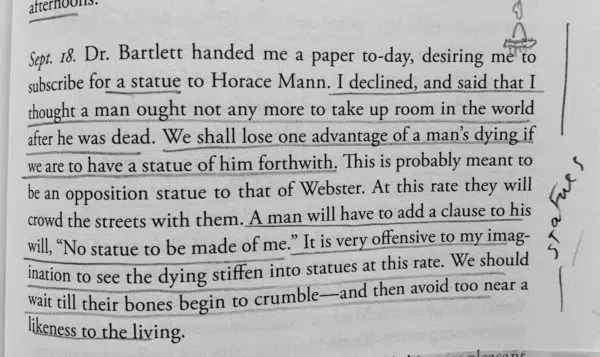 afternoons.
Sept. 18. Dr. Bartlett handed me a paper to-day, desiring me to
subscribe for a statue to Horace Mann. I declined, and said that I
thought a man ought not any more to take up room in the world
after he was dead. We shall lose one advantage of a man's dying if
we are to have a statue of him forthwith. This is probably meant to
be an opposition statue to that of Webster. At this rate they will
crowd the streets with them. A man will have to add a clause to his
will, "No statue to be made of me." It is very offensive to my imag-
ination to see the dying stiffen into statues at this rate. We should
wait till their bones begin to crumble—and then avoid too near a
likeness to the living.
statues